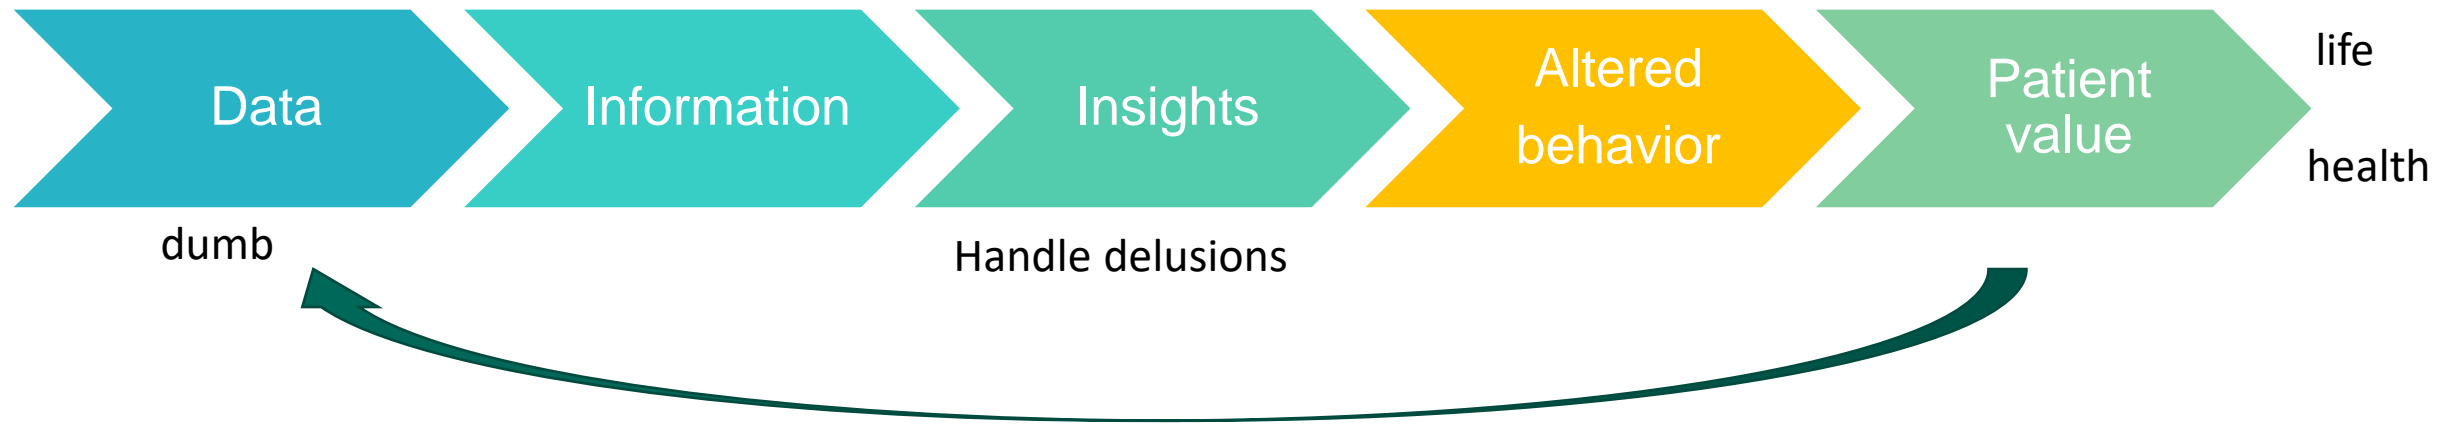 Data
Information
Insights
Altered
behavior
Patient
value
life
health
dumb
Handle delusions